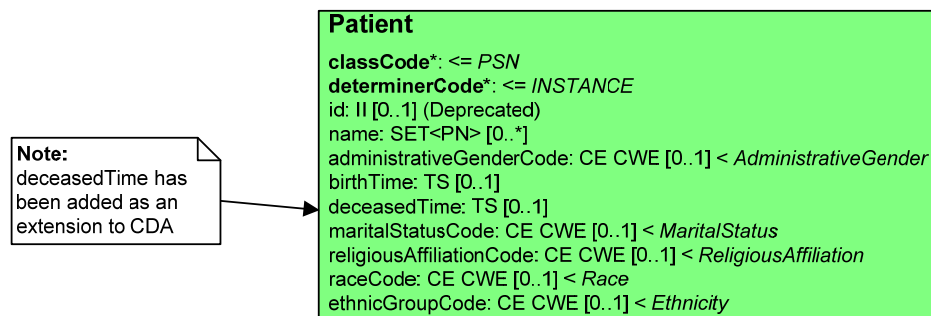 Patient
classCode*: <= PSN
determinerCode*: <= INSTANCE
id: II [0..1] (Deprecated)
name: SET<PN> [0..*]
administrativeGenderCode: CE CWE [0..1] < AdministrativeGender
birthTime: TS [0..1]
deceasedTime: TS [0..1]
maritalStatusCode: CE CWE [0..1] < MaritalStatus
religiousAffiliationCode: CE CWE [0..1] < ReligiousAffiliation
raceCode: CE CWE [0..1] < Race
ethnicGroupCode: CE CWE [0..1] < Ethnicity
Note:
deceasedTime has
been added as an
extension to CDA